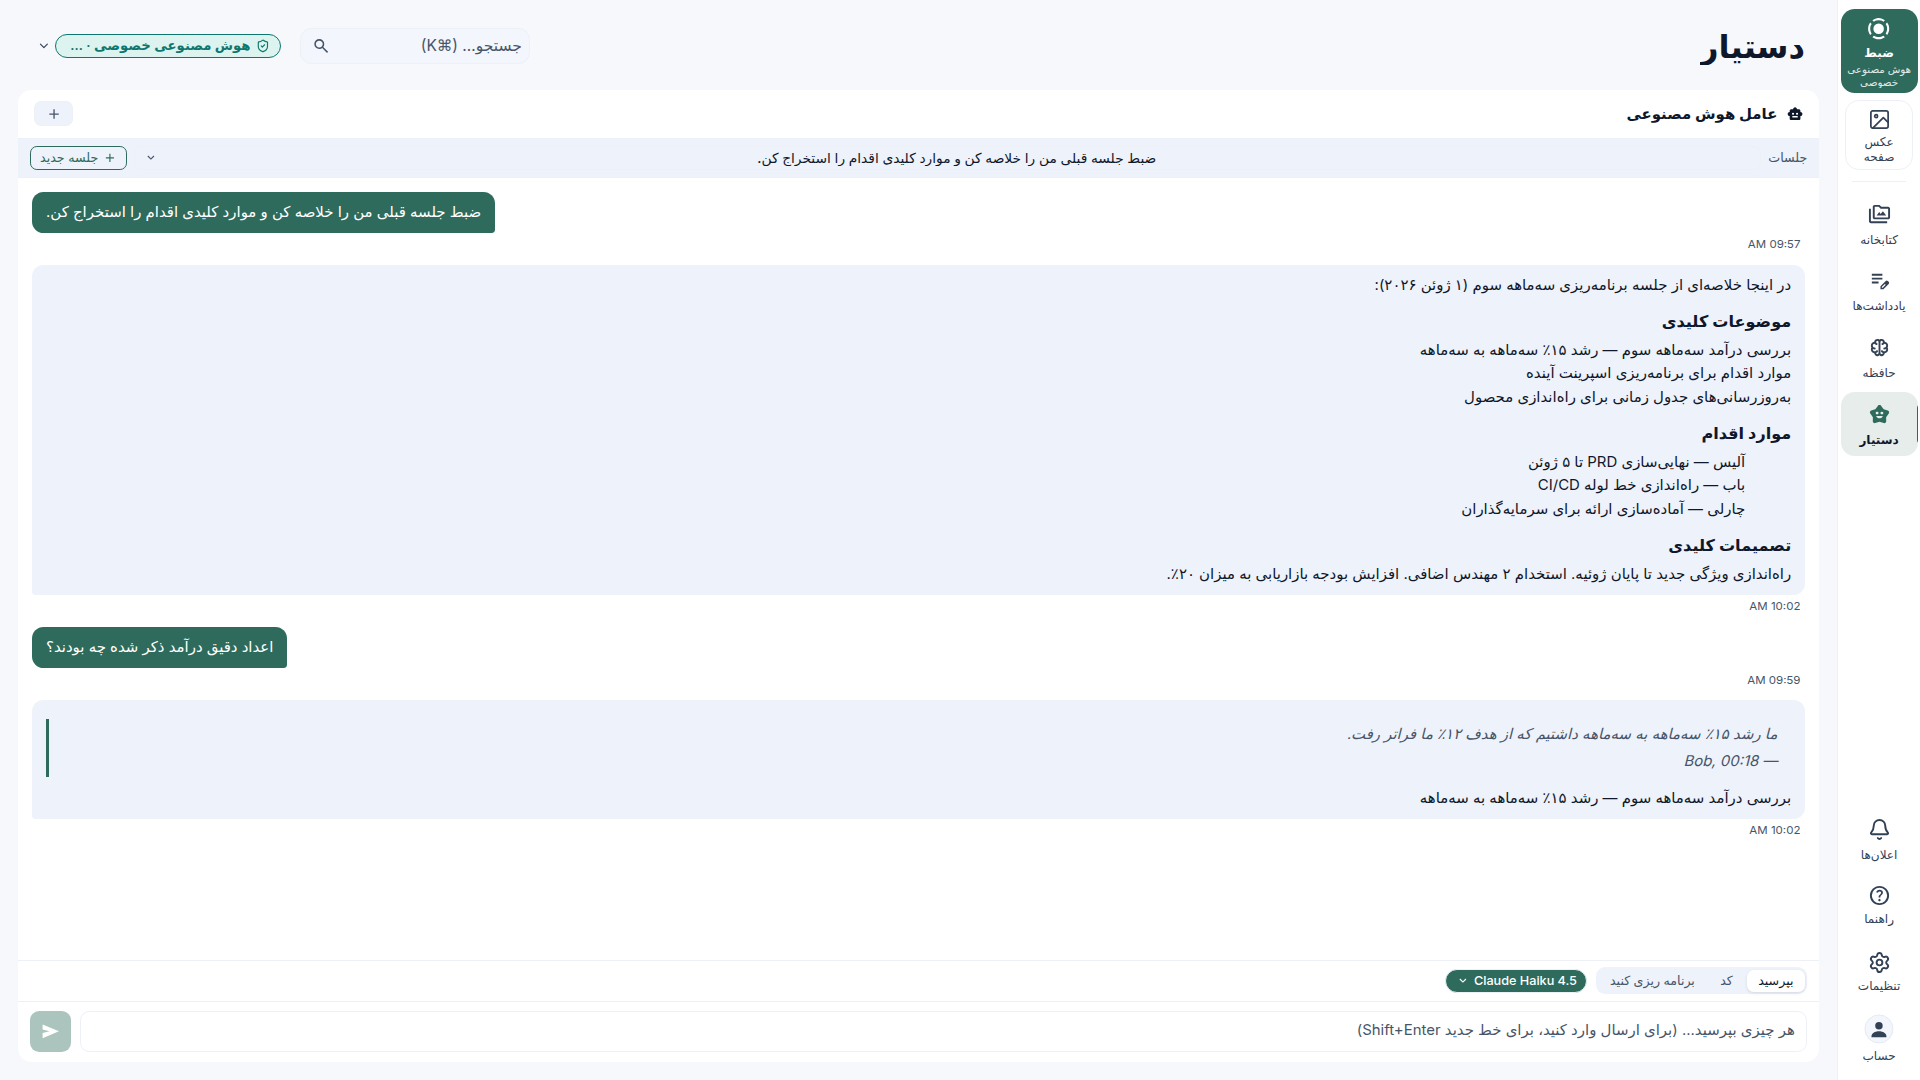 ضبط
هوش مصنوعی
خصوصی
عکس
صفحه
کتابخانه
یادداشت‌ها
حافظه
دستیار
اعلان‌ها
راهنما
تنظیمات
حساب
دستیار
جستجو... (⌘K)
هوش مصنوعی خصوصی · ...
عامل هوش مصنوعی
جلسات
ضبط جلسه قبلی من را خلاصه کن و موارد کلیدی اقدام را استخراج کن.
جلسه جدید
ضبط جلسه قبلی من را خلاصه کن و موارد کلیدی اقدام را استخراج کن.
09:57 AM
در اینجا خلاصه‌ای از جلسه برنامه‌ریزی سه‌ماهه سوم (۱ ژوئن ۲۰۲۶):
موضوعات کلیدی
بررسی درآمد سه‌ماهه سوم — رشد ۱۵٪ سه‌ماهه به سه‌ماهه
موارد اقدام برای برنامه‌ریزی اسپرینت آینده
به‌روزرسانی‌های جدول زمانی برای راه‌اندازی محصول
موارد اقدام
آلیس — نهایی‌سازی PRD تا ۵ ژوئن
باب — راه‌اندازی خط لوله CI/CD
چارلی — آماده‌سازی ارائه برای سرمایه‌گذاران
تصمیمات کلیدی
راه‌اندازی ویژگی جدید تا پایان ژوئیه. استخدام ۲ مهندس اضافی. افزایش بودجه بازاریابی به میزان ۲۰٪.
10:02 AM
اعداد دقیق درآمد ذکر شده چه بودند؟
09:59 AM
ما رشد ۱۵٪ سه‌ماهه به سه‌ماهه داشتیم که از هدف ۱۲٪ ما فراتر رفت.
— Bob, 00:18
بررسی درآمد سه‌ماهه سوم — رشد ۱۵٪ سه‌ماهه به سه‌ماهه
10:02 AM
بپرسید
کد
برنامه ریزی کنید
Claude Haiku 4.5
هر چیزی بپرسید... (برای ارسال وارد کنید، برای خط جدید Shift+Enter)